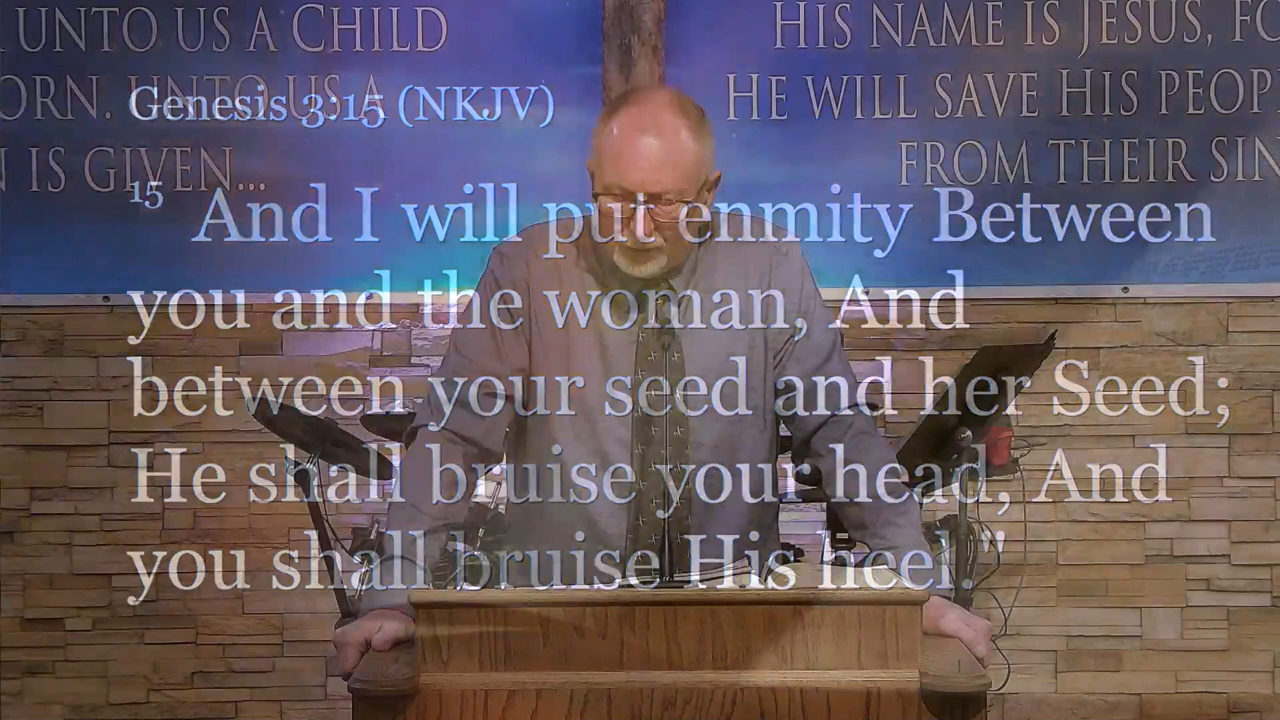 UNTO US A CHILD
ORN. UNTO US A
IS GIVEN...
HIS NAME IS JESUS, FO
HE WILL SAVE HIS PEOP
FROM THEIR SIN
Genesis 3:15 (NKJV)
15 And I will put enmity Between
you and the woman, And
between your seed and her Seed;
He shall bruise your head, And
you shall bruise His heel."